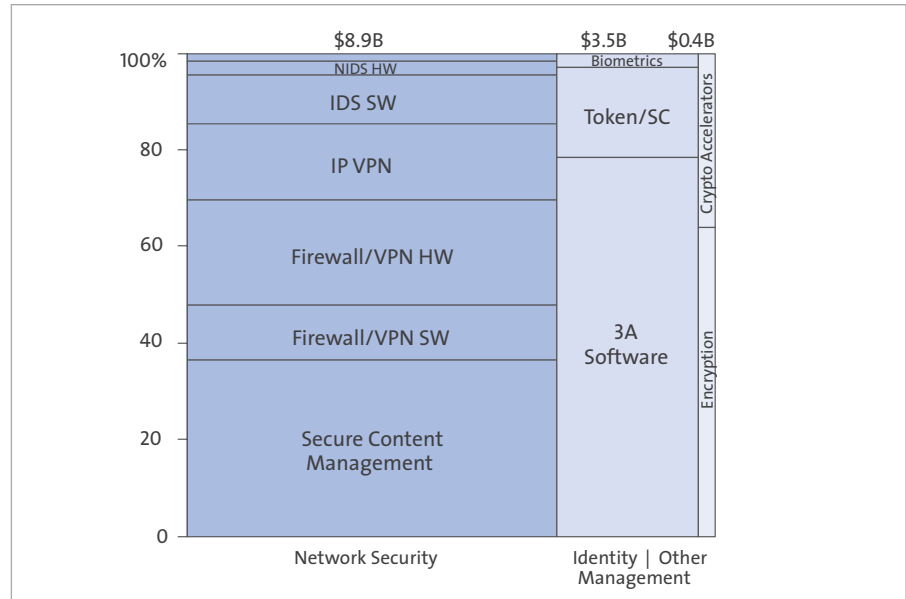 $8.9B
$3.5B
$0.4B
100%
80
60
40
20
0
NIDS HW
IDS SW
IP VPN
Firewall/VPN HW
Firewall/VPN SW
Secure Content
Management
Biometrics
Token/SC
3A
Software
Crypto Accelerators
Encryption
Network Security
Identity | Other
Management